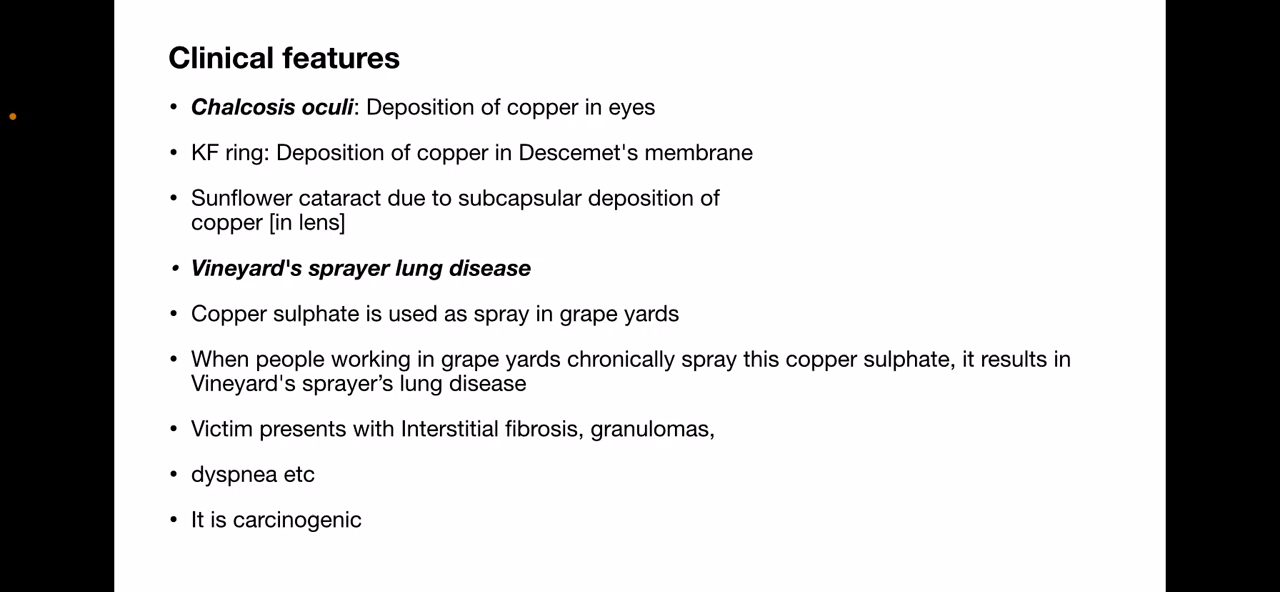 Clinical features
• Chalcosis oculi: Deposition of copper in eyes
• KF ring: Deposition of copper in Descemet's membrane
• Sunflower cataract due to subcapsular deposition of
copper [in lens]
• Vineyard's sprayer lung disease
• Copper sulphate is used as spray in grape yards
• When people working in grape yards chronically spray this copper sulphate, it results in
Vineyard's sprayer’s lung disease
• Victim presents with Interstitial fibrosis, granulomas,
• dyspnea etc
• It is carcinogenic